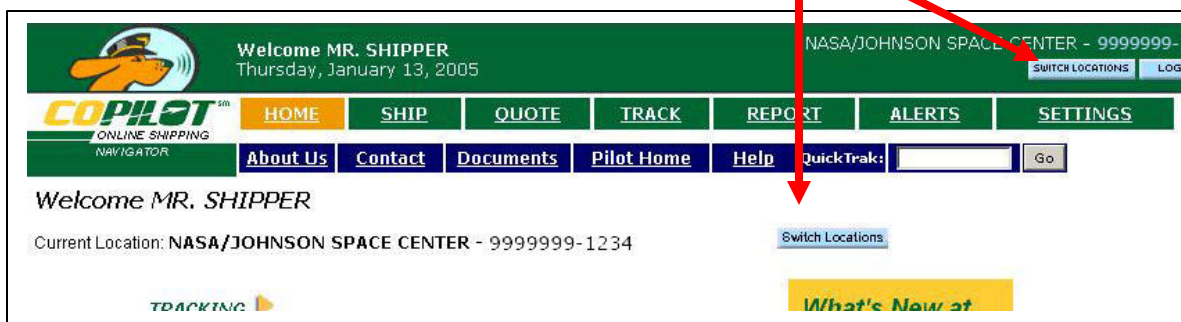 Welcome MR. SHIPPER
Thursday, January 13, 2005
NASA/JOHNSON SPACE CENTER - 9999999-
SWITCH LOCATIONS LOG
COPILOT sm
ONLINE SHIPPING
NAVIGATOR
HOME SHIP QUOTE TRACK REPORT ALERTS SETTINGS
About Us Contact Documents Pilot Home Help QuickTrak: Go
Welcome MR. SHIPPER
Current Location: NASA/JOHNSON SPACE CENTER - 9999999-1234
Switch Locations
TRACKING
What's New at